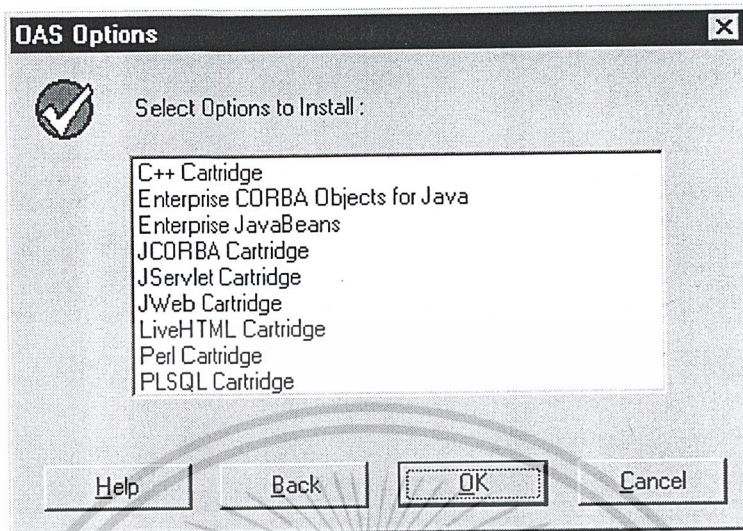 OAS Options
Select Options to Install :
C++ Cartridge
Enterprise CORBA Objects for Java
Enterprise JavaBeans
JCORBA Cartridge
JServlet Cartridge
JWeb Cartridge
LiveHTML Cartridge
Perl Cartridge
PLSQL Cartridge
Help Back OK Cancel